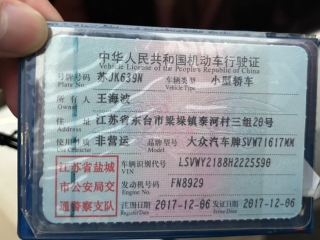 中华人民共和国机动车行驶证
Vehicle License of the People's Republic of China
号牌号码 苏JK639N 车辆类型 小型轿车
Plate No. Vehicle Type
所有人 王海波
Owner
住址 江苏省东台市梁垛镇泰河村三组20号
Address
使用性质 非营运 品牌型号 大众汽车牌SVW71617MM
Use Character Model
江苏省盐城 车辆识别代号 LSVWY2188H2225590
VIN
市公安局交 发动机号码 FN8929
Engine No.
通警察支队 注册日期 2017-12-06 发证日期 2017-12-06
Register Date Issue Date